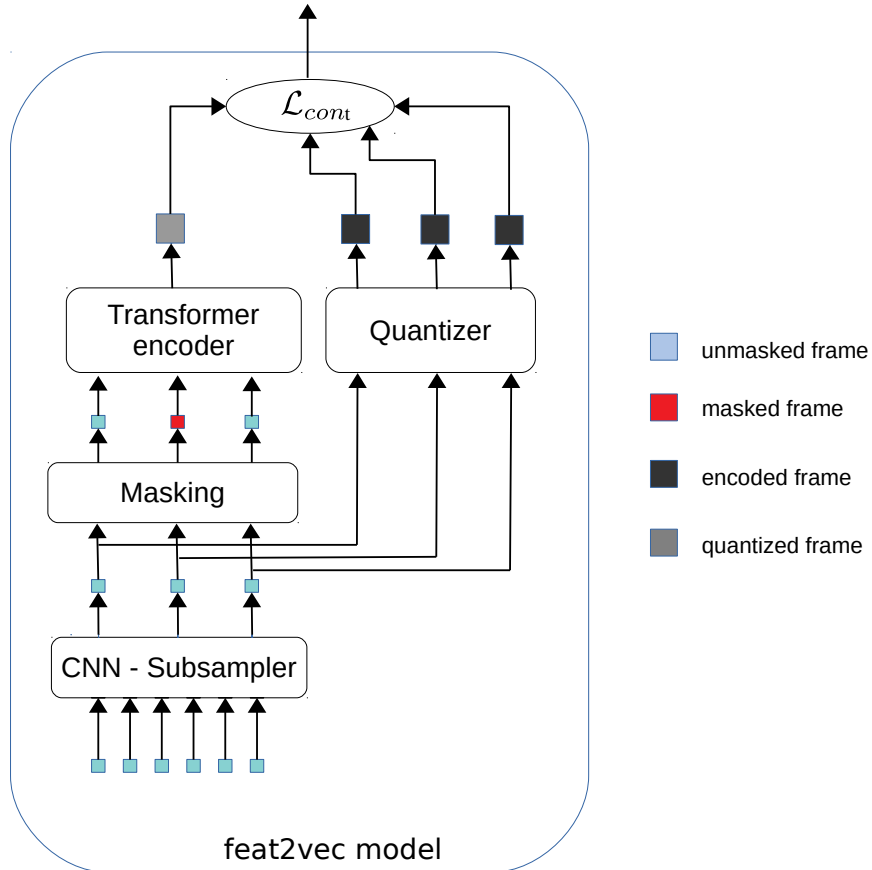 ℒcont
Transformer
encoder
Quantizer
Masking
CNN - Subsampler
feat2vec model
unmasked frame
masked frame
encoded frame
quantized frame